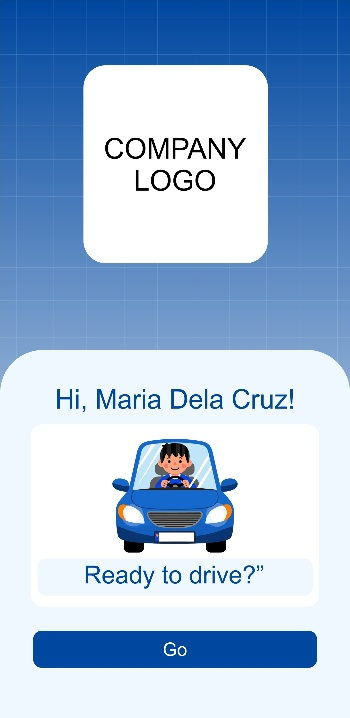 COMPANY
LOGO
Hi, Maria Dela Cruz!
Ready to drive?”
Go